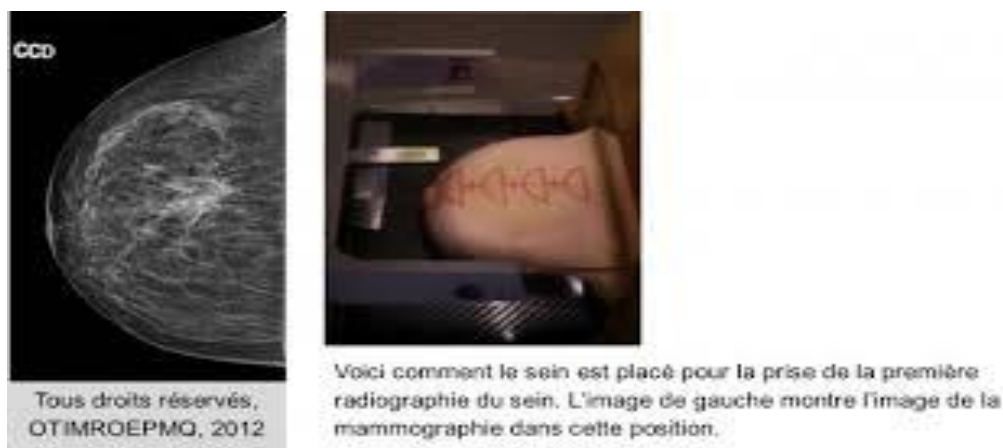 CCD
Tous droits réservés,
OTIMROEPMQ, 2012
Voici comment le sein est placé pour la prise de la première
radiographie du sein. L'image de gauche montre l'image de la
mammographie dans cette position.